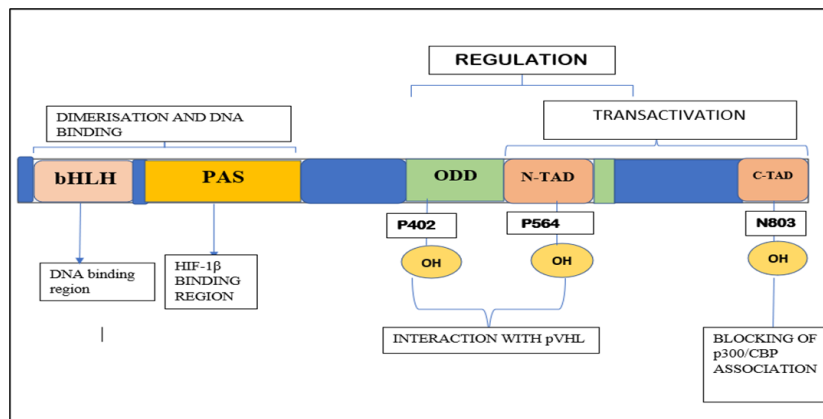 REGULATION
DIMERISATION AND DNA
BINDING
TRANSACTIVATION
bHLH
PAS
ODD
N-TAD
C-TAD
P402
P564
N803
OH
OH
OH
DNA binding
region
HIF-1β
BINDING
REGION
INTERACTION WITH pVHL
BLOCKING OF
p300/CBP
ASSOCIATION